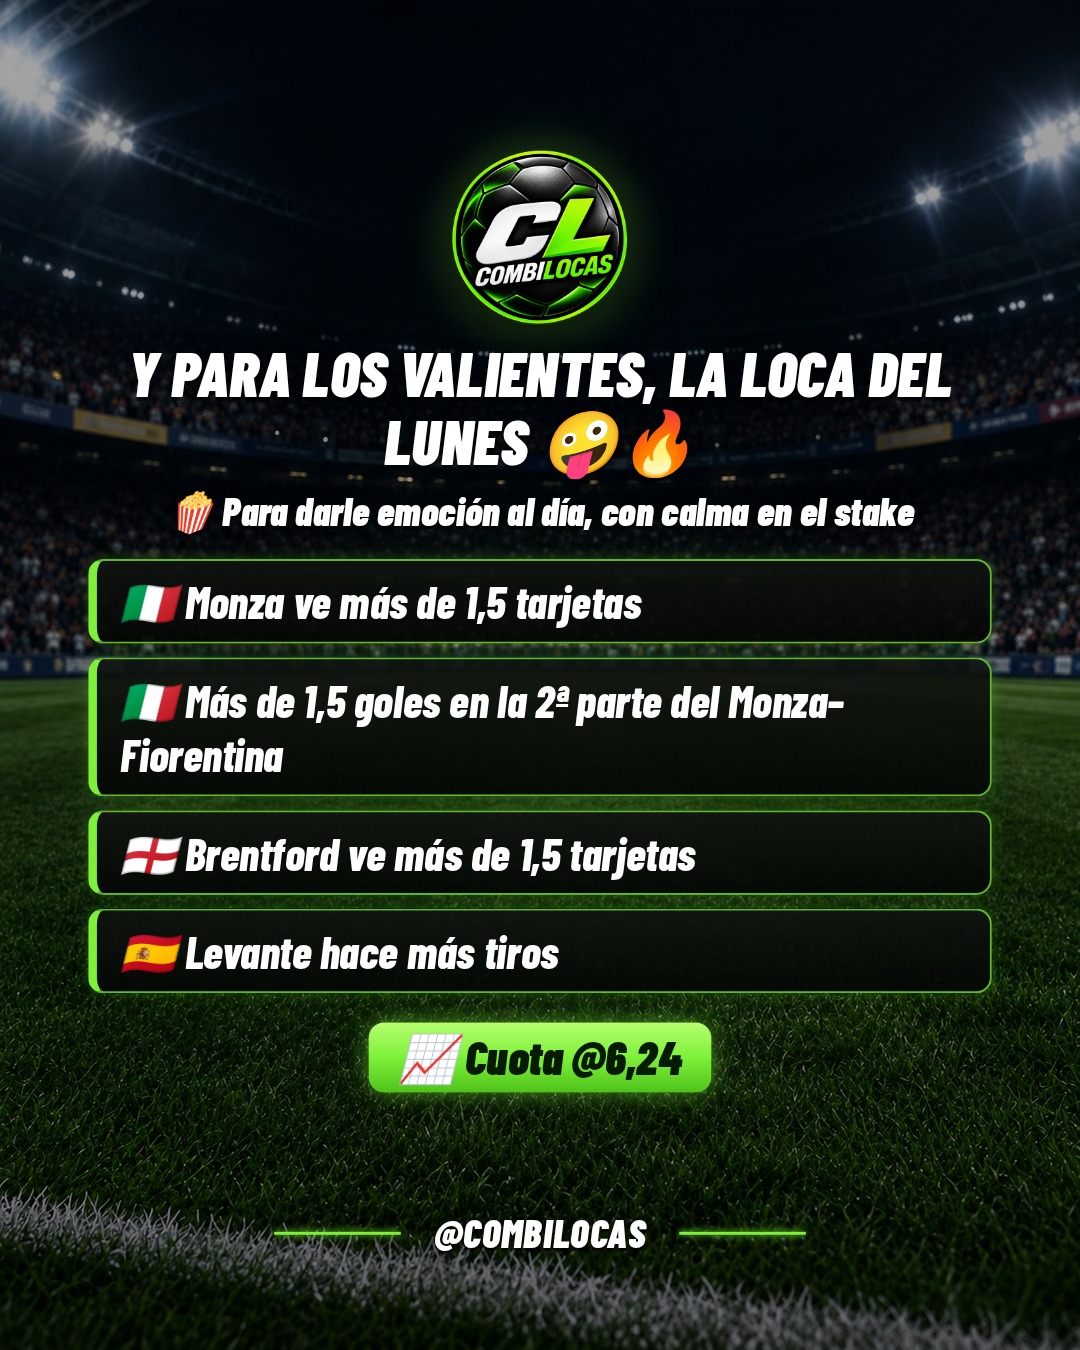 CL
COMBILOCAS
Y PARA LOS VALIENTES, LA LOCA DEL
LUNES 🤪🔥
🍿 Para darle emoción al día, con calma en el stake
🇮🇹 Monza ve más de 1,5 tarjetas
🇮🇹 Más de 1,5 goles en la 2ª parte del Monza-
Fiorentina
🏴󠁧󠁢󠁥󠁮󠁧󠁿 Brentford ve más de 1,5 tarjetas
🇪🇸 Levante hace más tiros
📈 Cuota @6,24
@COMBILOCAS